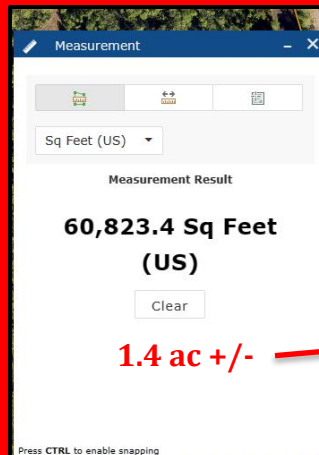 Measurement
Sq Feet (US)
Measurement Result
60,823.4 Sq Feet
(US)
Clear
1.4 ac +/-
Press CTRL to enable snapping